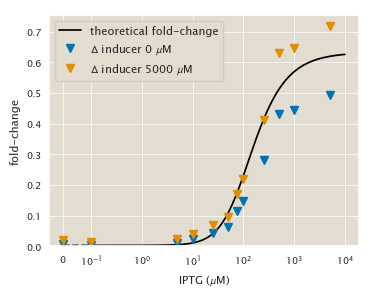 0.7
0.6
0.5
0.4
0.3
0.2
0.1
0.0
fold-change
theoretical fold-change
Δ inducer 0 μM
Δ inducer 5000 μM
0 10⁻¹ 10⁰ 10¹ 10² 10³ 10⁴
IPTG (μM)